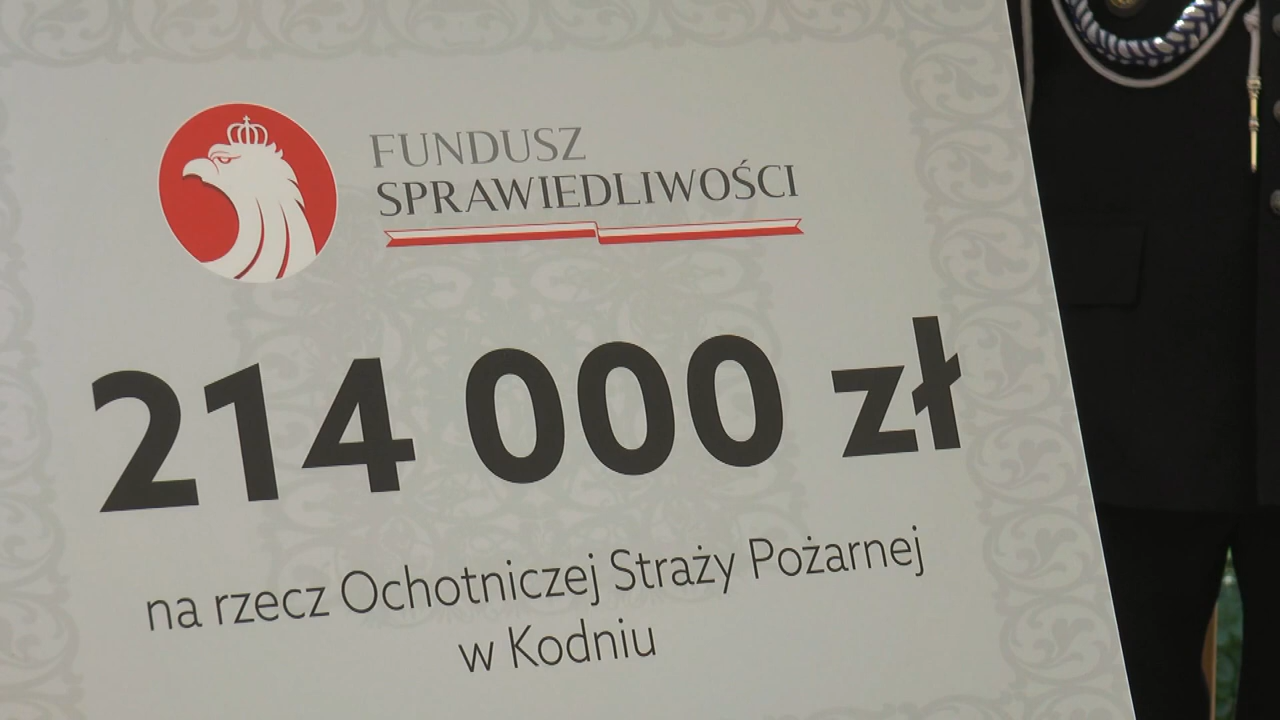 FUNDUSZ
SPRAWIEDLIWOŚCI
214 000 zł
na rzecz Ochotniczej Straży Pożarnej
w Kodniu